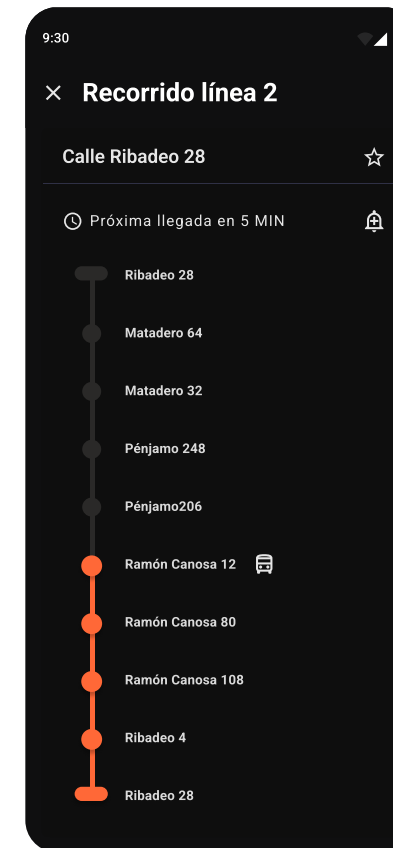 9:30
Recorrido línea 2
Calle Ribadeo 28
Próxima llegada en 5 MIN
Ribadeo 28
Matadero 64
Matadero 32
Pénjamo 248
Pénjamo206
Ramón Canosa 12
Ramón Canosa 80
Ramón Canosa 108
Ribadeo 4
Ribadeo 28